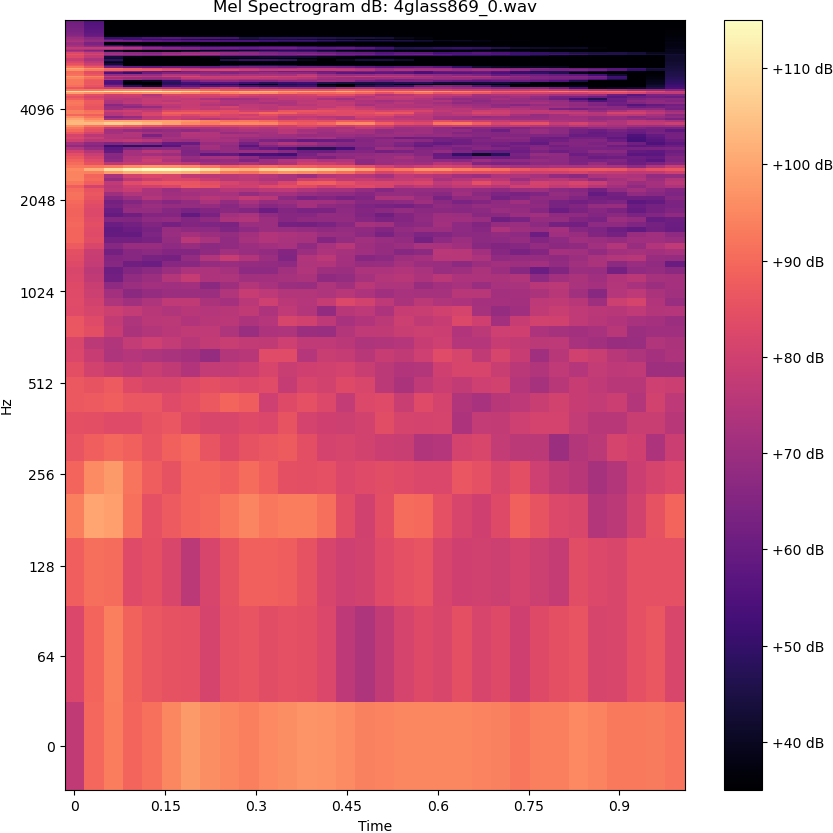 Mel Spectrogram dB: 4glass869_0.wav
+110 dB
4096
+100 dB
2048
+90 dB
1024
+80 dB
512
Hz
+70 dB
256
+60 dB
128
+50 dB
64
0
+40 dB
0 0.15 0.3 0.45 0.6 0.75 0.9
Time